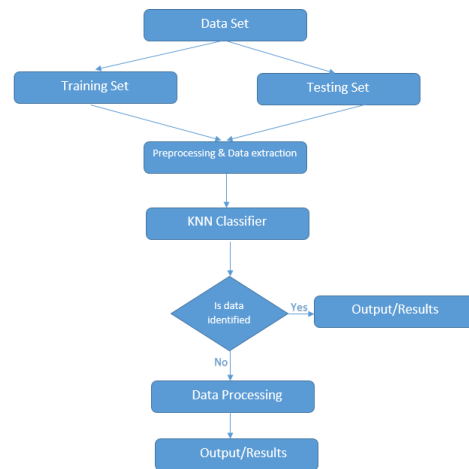 Data Set
Training Set
Testing Set
Preprocessing & Data extraction
KNN Classifier
Is data
identified
Yes
Output/Results
No
Data Processing
Output/Results